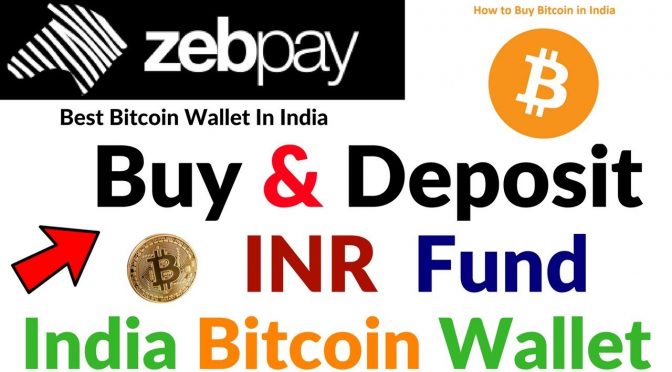 zebpay
How to Buy Bitcoin in India
Best Bitcoin Wallet In India
Buy & Deposit
INR Fund
India Bitcoin Wallet